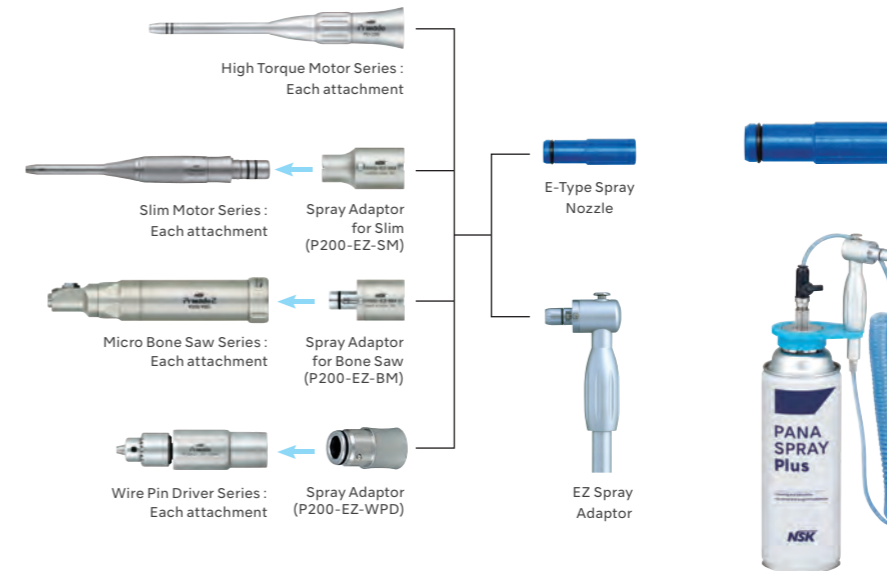 High Torque Motor Series :
Each attachment
Slim Motor Series :
Each attachment
Spray Adaptor
for Slim
(P200-EZ-SM)
Micro Bone Saw Series :
Each attachment
Spray Adaptor
for Bone Saw
(P200-EZ-BM)
Wire Pin Driver Series :
Each attachment
Spray Adaptor
(P200-EZ-WPD)
E-Type Spray
Nozzle
EZ Spray
Adaptor
PANA
SPRAY
Plus
NSK